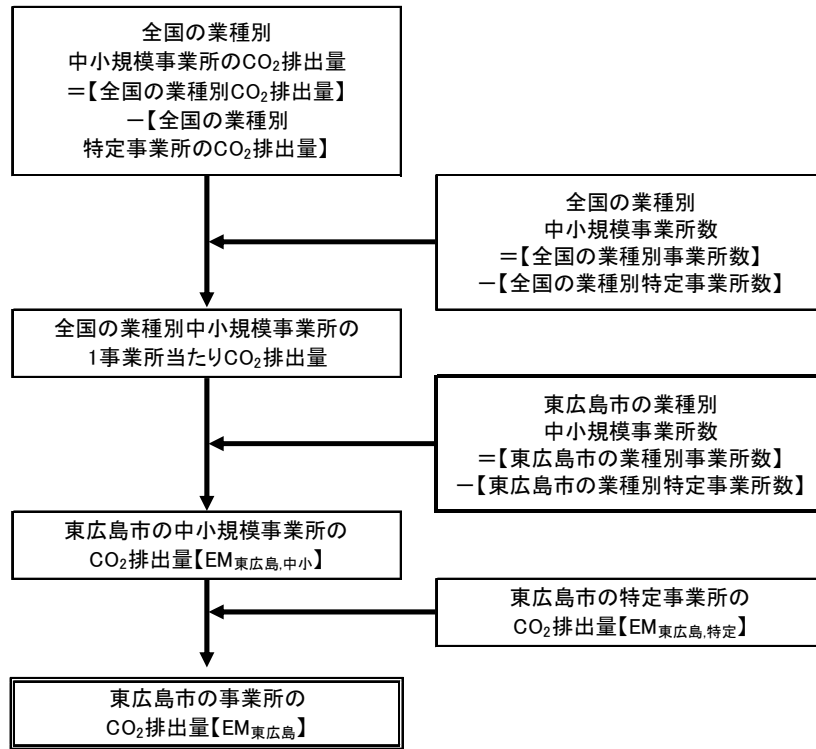 全国の業種別
中小規模事業所のCO₂排出量
＝【全国の業種別CO₂排出量】
－【全国の業種別
特定事業所のCO₂排出量】
全国の業種別
中小規模事業所数
＝【全国の業種別事業所数】
－【全国の業種別特定事業所数】
全国の業種別中小規模事業所の
1事業所当たりCO₂排出量
東広島市の業種別
中小規模事業所数
＝【東広島市の業種別事業所数】
－【東広島市の業種別特定事業所数】
東広島市の中小規模事業所の
CO₂排出量【EM東広島,中小】
東広島市の特定事業所の
CO₂排出量【EM東広島,特定】
東広島市の事業所の
CO₂排出量【EM東広島】